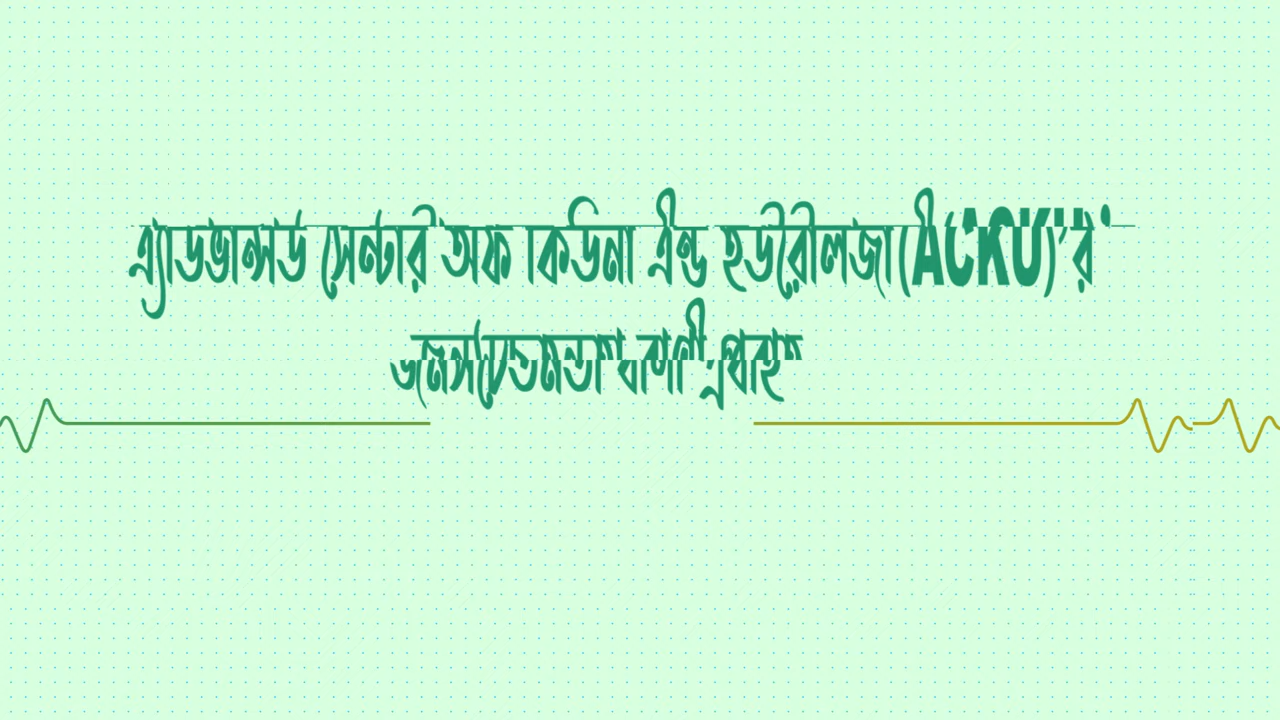 এ্যাডভান্সড সেন্টার অফ কিডনী এন্ড ইউরোলজী(ACKU)’র
জনসচেতনতা বাণী প্রবাহ